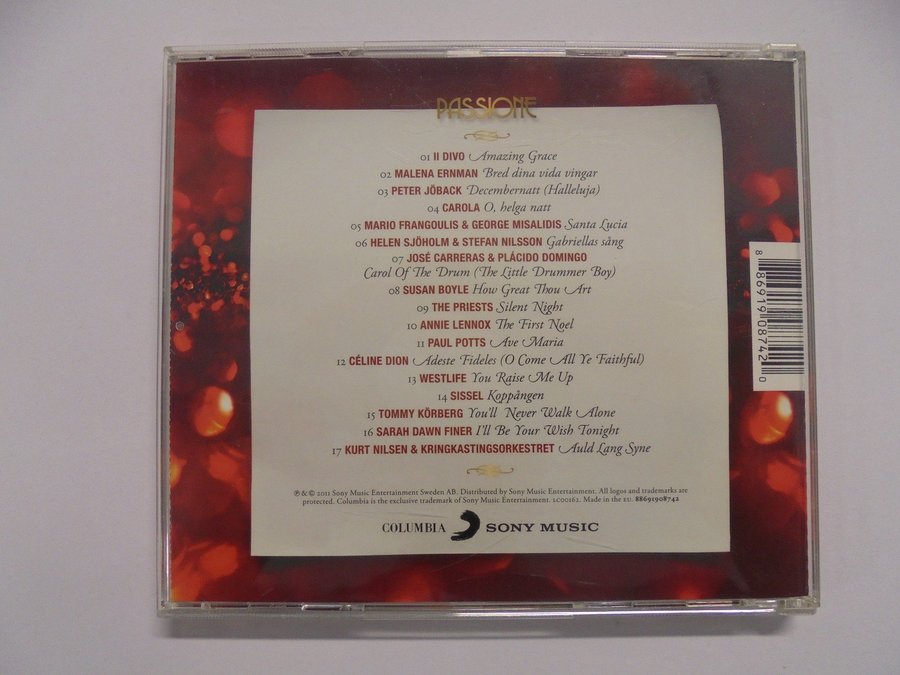 PASSIONE
01 Il DIVO Amazing Grace
02 MALENA ERNMAN Bred dina vida vingar
03 PETER JÖBACK Decembernatt (Halleluja)
04 CAROLA O, helga natt
05 MARIO FRANGOULIS & GEORGE MISALIDIS Santa Lucia
06 HELEN SJÖHOLM & STEFAN NILSSON Gabriellas sång
07 JOSÉ CARRERAS & PLÁCIDO DOMINGO
Carol Of The Drum (The Little Drummer Boy)
08 SUSAN BOYLE How Great Thou Art
09 THE PRIESTS Silent Night
10 ANNIE LENNOX The First Noel
11 PAUL POTTS Ave Maria
12 CÉLINE DION Adeste Fideles (O Come All Ye Faithful)
13 WESTLIFE You Raise Me Up
14 SISSEL Koppången
15 TOMMY KÖRBERG You'll Never Walk Alone
16 SARAH DAWN FINER I'll Be Your Wish Tonight
17 KURT NILSEN & KRINGKASTINGSORKESTRET Auld Lang Syne
℗ & © 2011 Sony Music Entertainment Sweden AB. Distributed by Sony Music Entertainment. All logos and trademarks are
protected. Columbia is the exclusive trademark of Sony Music Entertainment. LC00162. Made in the EU. 88691908742
COLUMBIA SONY MUSIC
8 86919 08742 0